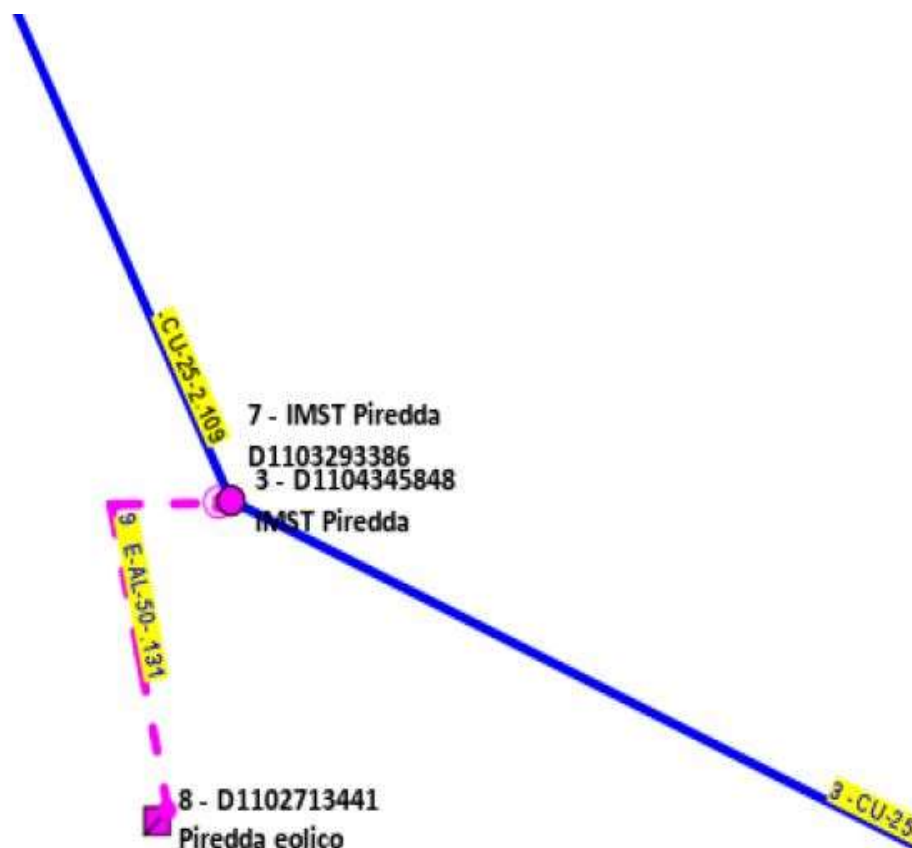 .CU-25-2.109
7 - IMST Piredda
D1103293386
3 - D1104345848
IMST Piredda
9 E-AL-50-.131
8 - D1102713441
Piredda eolico
3 -CU-25